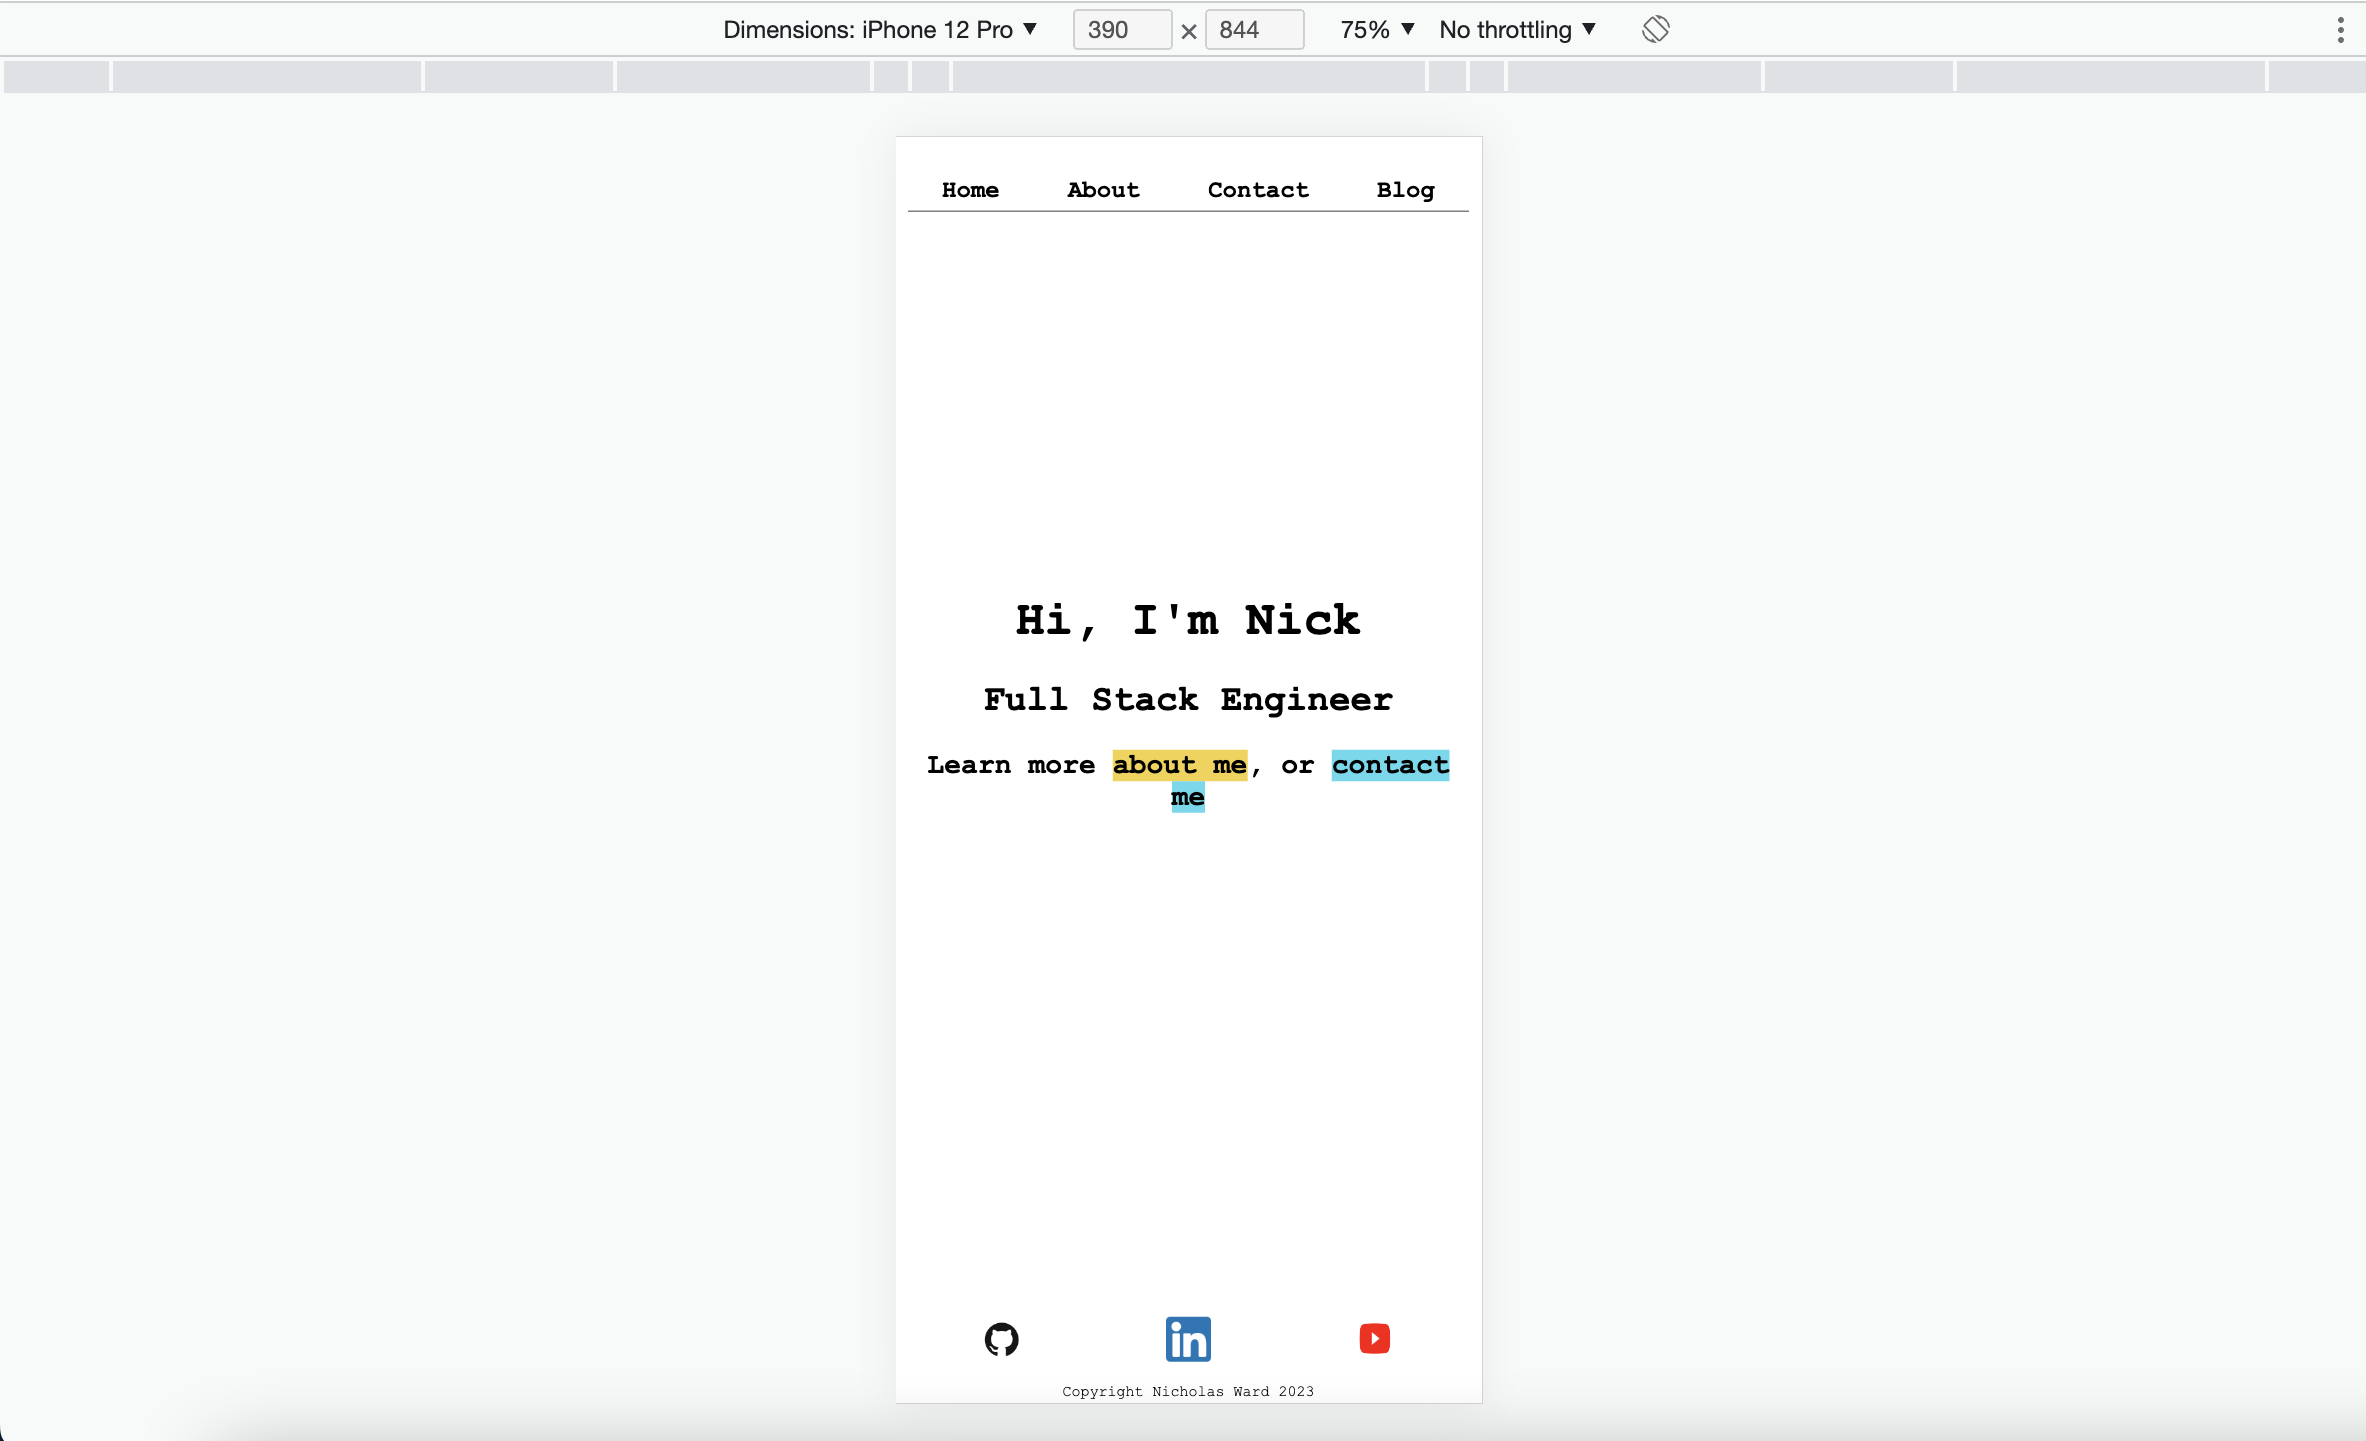 Dimensions: iPhone 12 Pro ▼ 390 × 844 75% ▼ No throttling ▼
Home About Contact Blog
Hi, I'm Nick
Full Stack Engineer
Learn more about me, or contact
me
in
Copyright Nicholas Ward 2023